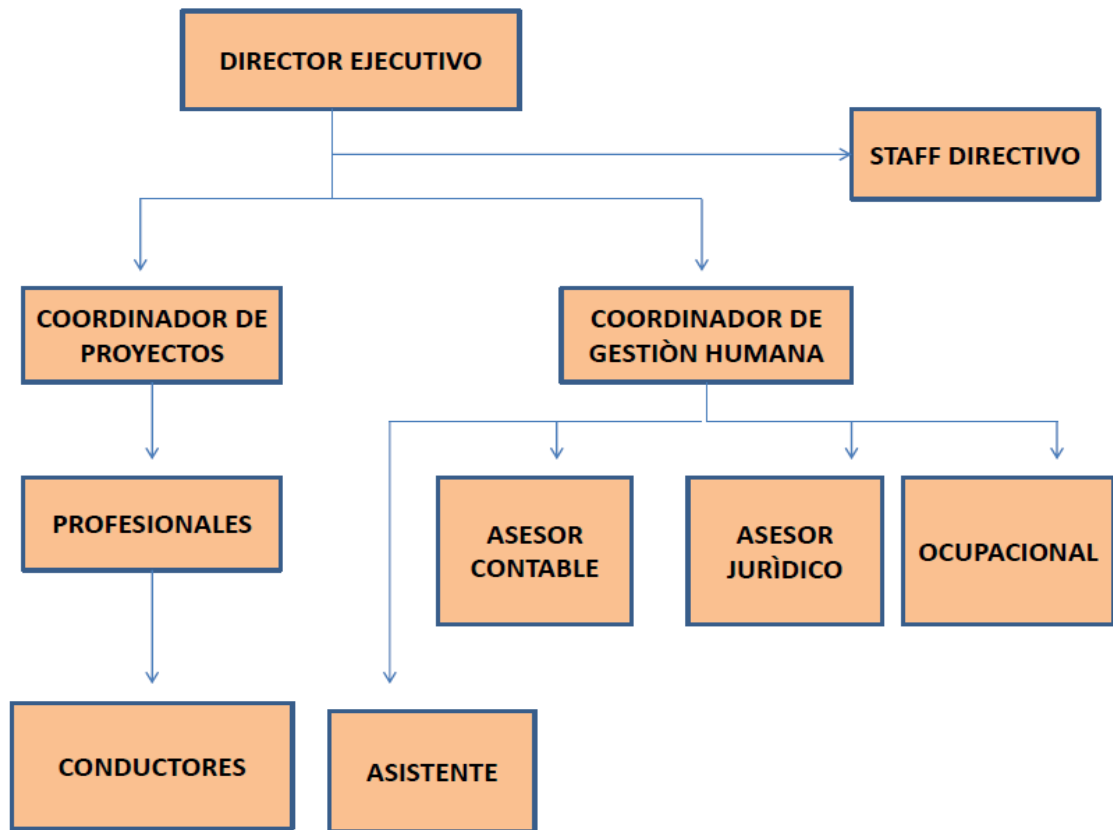 DIRECTOR EJECUTIVO
STAFF DIRECTIVO
COORDINADOR DE
PROYECTOS
COORDINADOR DE
GESTIÒN HUMANA
PROFESIONALES
ASESOR
CONTABLE
ASESOR
JURÌDICO
OCUPACIONAL
CONDUCTORES
ASISTENTE